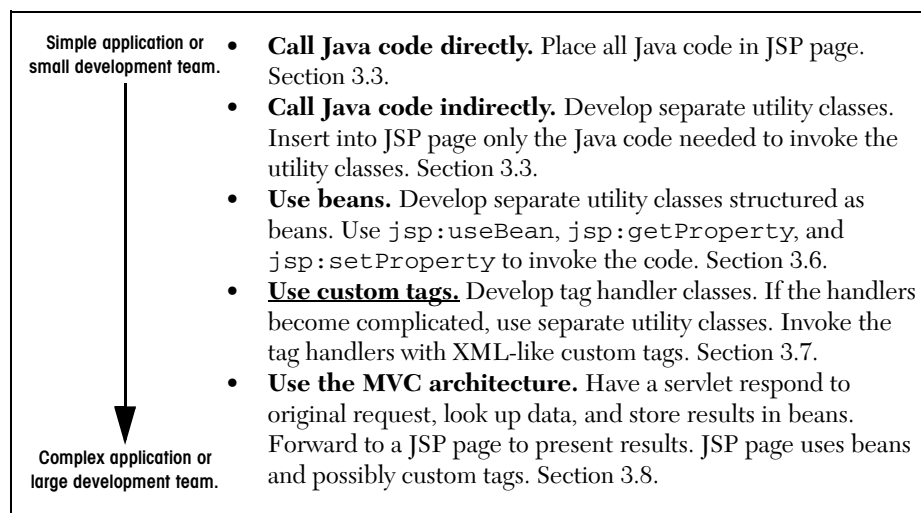 Simple application or
small development team.
• Call Java code directly. Place all Java code in JSP page.
Section 3.3.
• Call Java code indirectly. Develop separate utility classes.
Insert into JSP page only the Java code needed to invoke the
utility classes. Section 3.3.
• Use beans. Develop separate utility classes structured as
beans. Use jsp:useBean, jsp:getProperty, and
jsp:setProperty to invoke the code. Section 3.6.
• Use custom tags. Develop tag handler classes. If the handlers
become complicated, use separate utility classes. Invoke the
tag handlers with XML-like custom tags. Section 3.7.
• Use the MVC architecture. Have a servlet respond to
original request, look up data, and store results in beans.
Forward to a JSP page to present results. JSP page uses beans
and possibly custom tags. Section 3.8.
Complex application or
large development team.